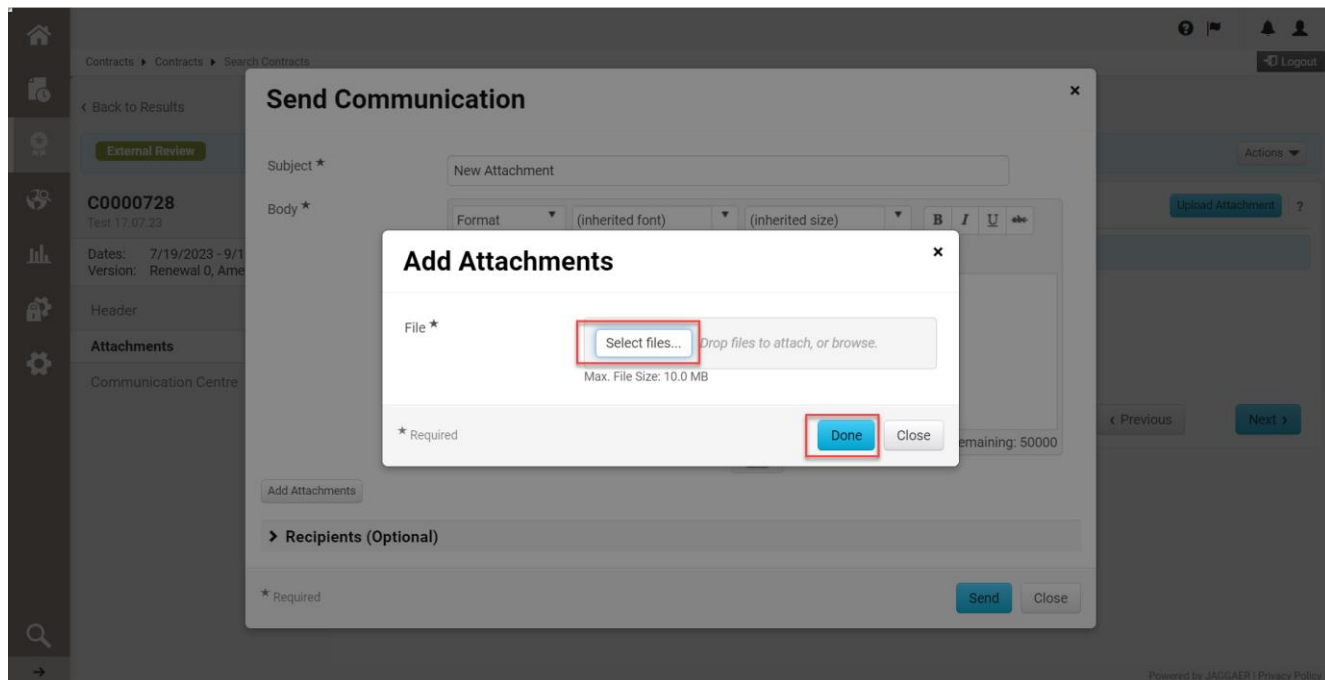 Contracts ▸ Contracts ▸ Search Contracts
Logout
< Back to Results
Send Communication
×
External Review
Actions
Subject ★
New Attachment
C0000728
Test 17.07.23
Upload Attachment
?
Body ★
Format
(inherited font)
(inherited size)
B I U abc
Dates: 7/19/2023 - 9/1
Version: Renewal 0, Ame
Add Attachments
×
Header
File ★
Select files...
Drop files to attach, or browse.
Max. File Size: 10.0 MB
Attachments
Communication Centre
★ Required
Done
Close
emaining: 50000
< Previous
Next >
Add Attachments
> Recipients (Optional)
★ Required
Send
Close
Powered by JAGGAER | Privacy Policy